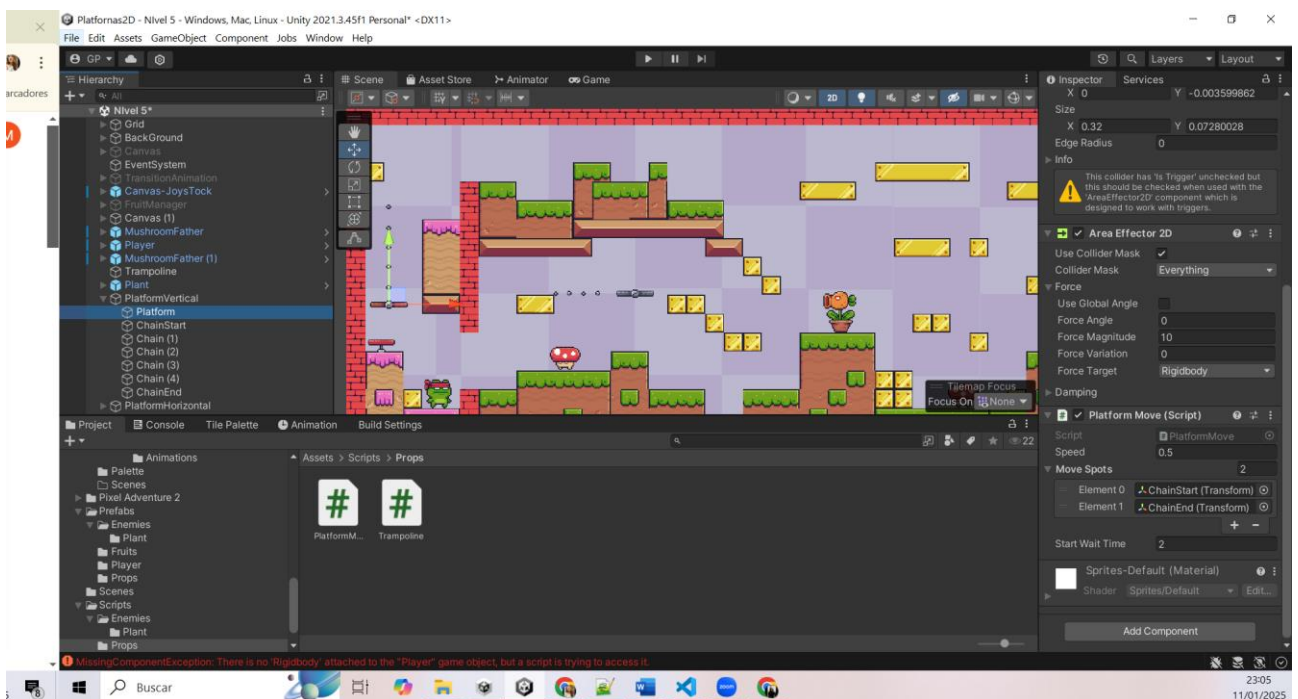 Platfornas2D - NIvel 5 - Windows, Mac, Linux - Unity 2021.3.45f1 Personal* <DX11>
File Edit Assets GameObject Component Jobs Window Help
GP
Layers
Layout
arcadores
Hierarchy
All
NIvel 5*
Grid
BackGround
Canvas
EventSystem
TransitionAnimation
Canvas-JoysTock
FruitManager
Canvas (1)
MushroomFather
Player
MushroomFather (1)
Trampoline
Plant
PlatformVertical
Platform
ChainStart
Chain (1)
Chain (2)
Chain (3)
Chain (4)
ChainEnd
PlatformHorizontal
Scene Asset Store Animator Game
2D
Tilemap Focus
Focus On None
Inspector Services
X 0 Y -0.003599862
Size
X 0.32 Y 0.07280028
Edge Radius 0
Info
This collider has 'Is Trigger' unchecked but
this should be checked when used with the
'AreaEffector2D' component which is
designed to work with triggers.
Area Effector 2D
Use Collider Mask
Collider Mask Everything
Force
Use Global Angle
Force Angle 0
Force Magnitude 10
Force Variation 0
Force Target Rigidbody
Damping
Platform Move (Script)
Script PlatformMove
Speed 0.5
Move Spots 2
Element 0 ChainStart (Transform)
Element 1 ChainEnd (Transform)
+ -
Start Wait Time 2
Sprites-Default (Material)
Shader Sprites/Default Edit...
Add Component
Project Console Tile Palette Animation Build Settings
22
Animations
Palette
Scenes
Pixel Adventure 2
Prefabs
Enemies
Plant
Fruits
Player
Props
Scenes
Scripts
Enemies
Plant
Props
Assets > Scripts > Props
#
#
PlatformM... Trampoline
MissingComponentException: There is no 'Rigidbody' attached to the "Player" game object, but a script is trying to access it.
Buscar
23:05
11/01/2025